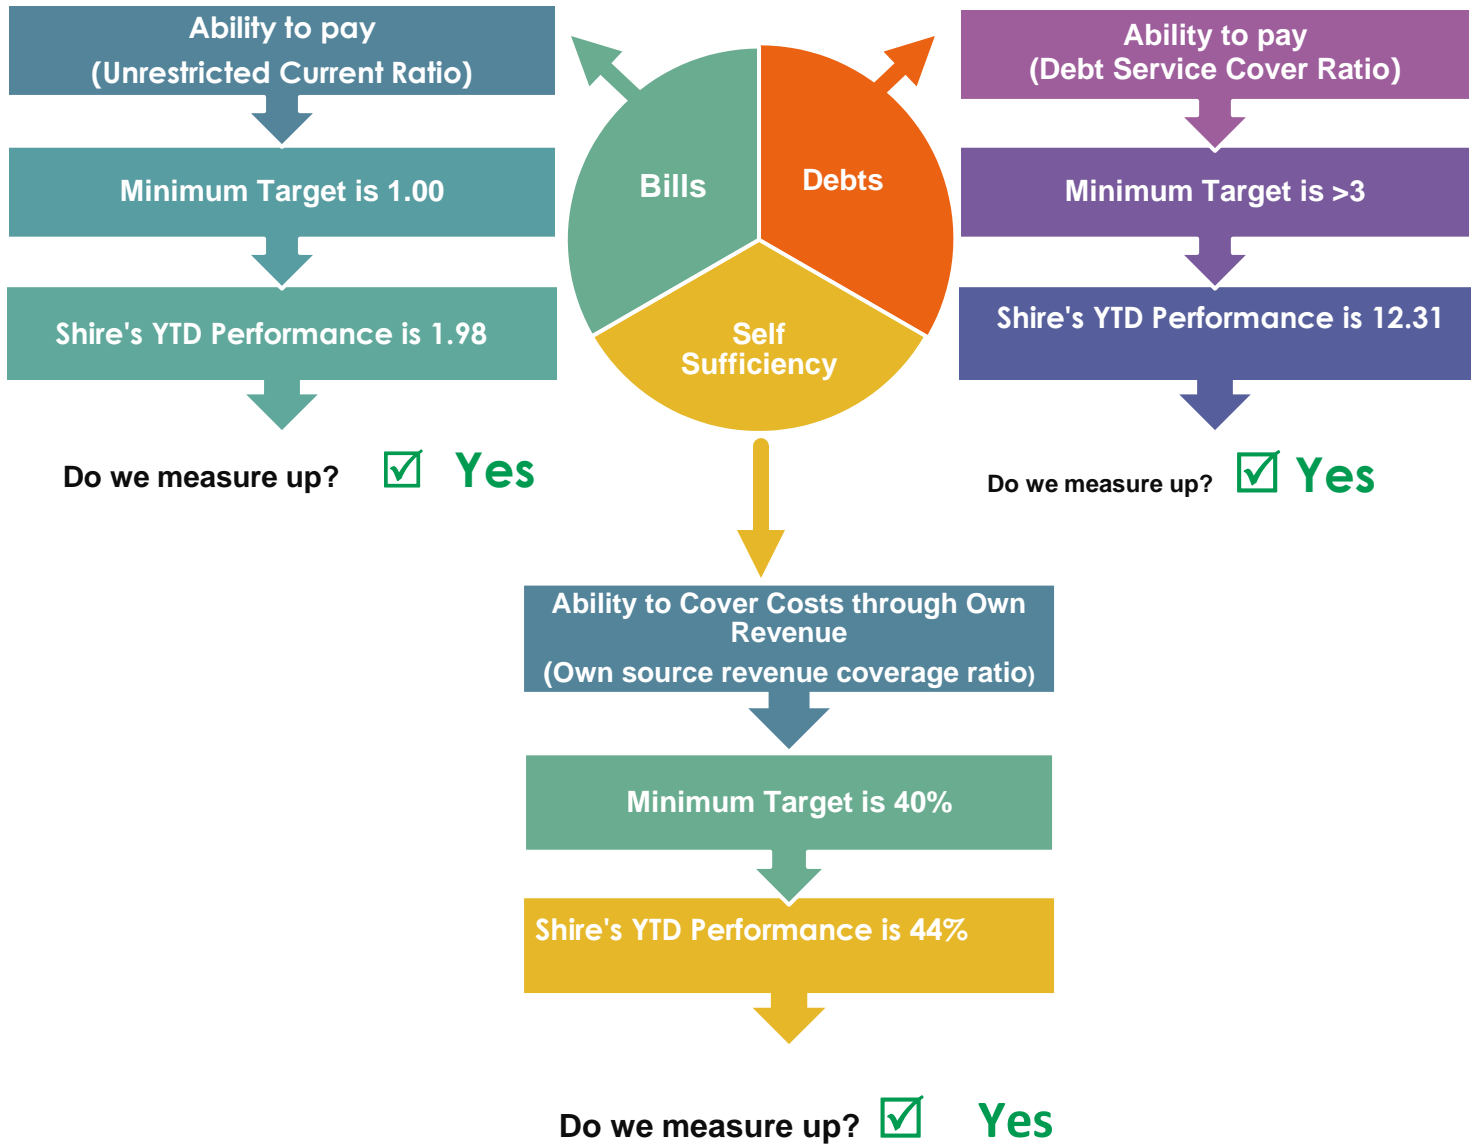 Ability to pay
(Unrestricted Current Ratio)
Minimum Target is 1.00
Shire's YTD Performance is 1.98
Do we measure up? ☑ Yes
Bills
Debts
Self
Sufficiency
Ability to pay
(Debt Service Cover Ratio)
Minimum Target is >3
Shire's YTD Performance is 12.31
Do we measure up? ☑ Yes
Ability to Cover Costs through Own
Revenue
(Own source revenue coverage ratio)
Minimum Target is 40%
Shire's YTD Performance is 44%
Do we measure up? ☑ Yes